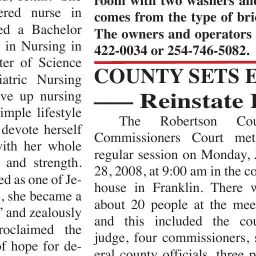 ered nurse in
ed a Bachelor
in Nursing in
ter of Science
iatric Nursing
ve up nursing
imple lifestyle
devote herself
with her whole
and strength.
ed as one of Je-
, she became a
" and zealously
roclaimed the
of hope for de-
room with two washers and
comes from the type of bri
The owners and operators
422-0034 or 254-746-5082.
COUNTY SETS E
— Reinstate
The Robertson Cou
Commissioners Court met
regular session on Monday,
28, 2008, at 9:00 am in the co
house in Franklin. There w
about 20 people at the mee
and this included the cou
judge, four commissioners, s
eral county officials, three p